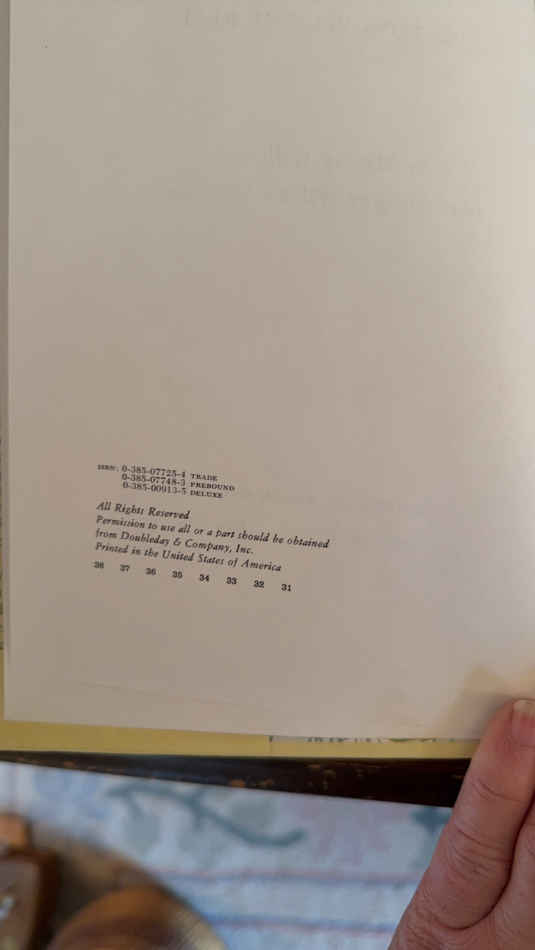 ISBN: 0-385-07725-4 TRADE
0-385-07748-3 PREBOUND
0-385-00913-5 DELUXE
All Rights Reserved
Permission to use all or a part should be obtained
from Doubleday & Company, Inc.
Printed in the United States of America
38 37 36 35 34 33 32 31